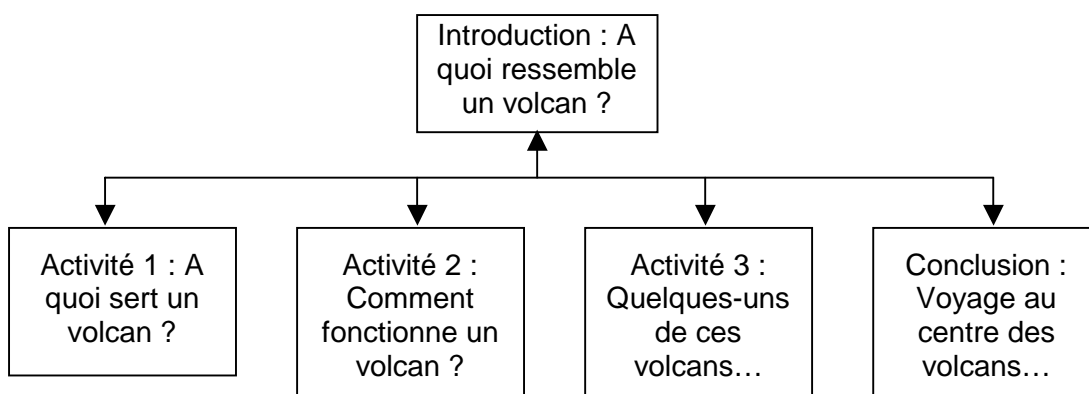 Introduction : A
quoi ressemble
un volcan ?
Activité 1 : A
quoi sert un
volcan ?
Activité 2 :
Comment
fonctionne un
volcan ?
Activité 3 :
Quelques-uns
de ces
volcans…
Conclusion :
Voyage au
centre des
volcans…